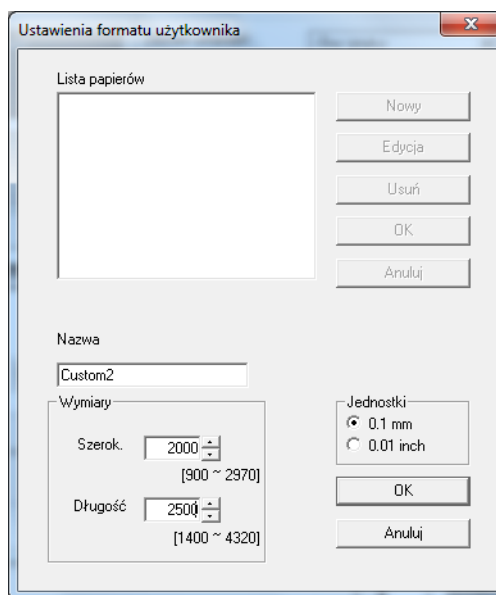 Ustawienia formatu użytkownika
Lista papierów
Nowy
Edycja
Usuń
OK
Anuluj
Nazwa
Custom2
Wymiary
Szerok.
2000
[900 ~ 2970]
Długość
2500
[1400 ~ 4320]
Jednostki
0.1 mm
0.01 inch
OK
Anuluj